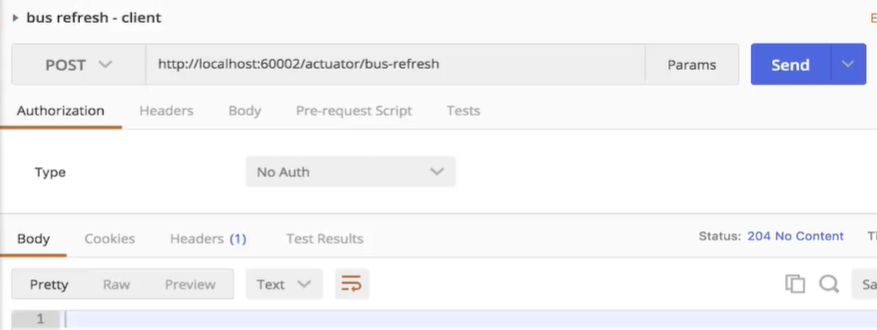 bus refresh - client
POST http://localhost:60002/actuator/bus-refresh Params Send
Authorization Headers Body Pre-request Script Tests
Type No Auth
Body Cookies Headers (1) Test Results Status: 204 No Content
Pretty Raw Preview Text
1